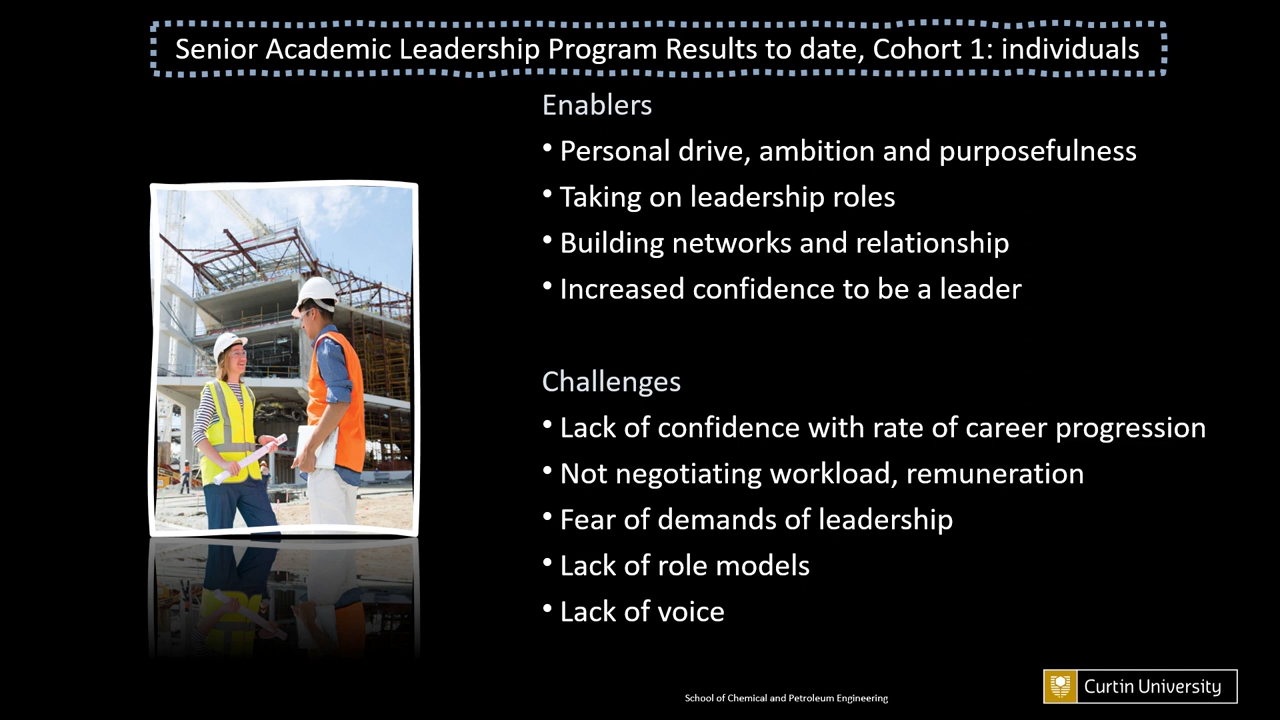 Senior Academic Leadership Program Results to date, Cohort 1: individuals
Enablers
• Personal drive, ambition and purposefulness
• Taking on leadership roles
• Building networks and relationship
• Increased confidence to be a leader
Challenges
• Lack of confidence with rate of career progression
• Not negotiating workload, remuneration
• Fear of demands of leadership
• Lack of role models
• Lack of voice
School of Chemical and Petroleum Engineering
Curtin University